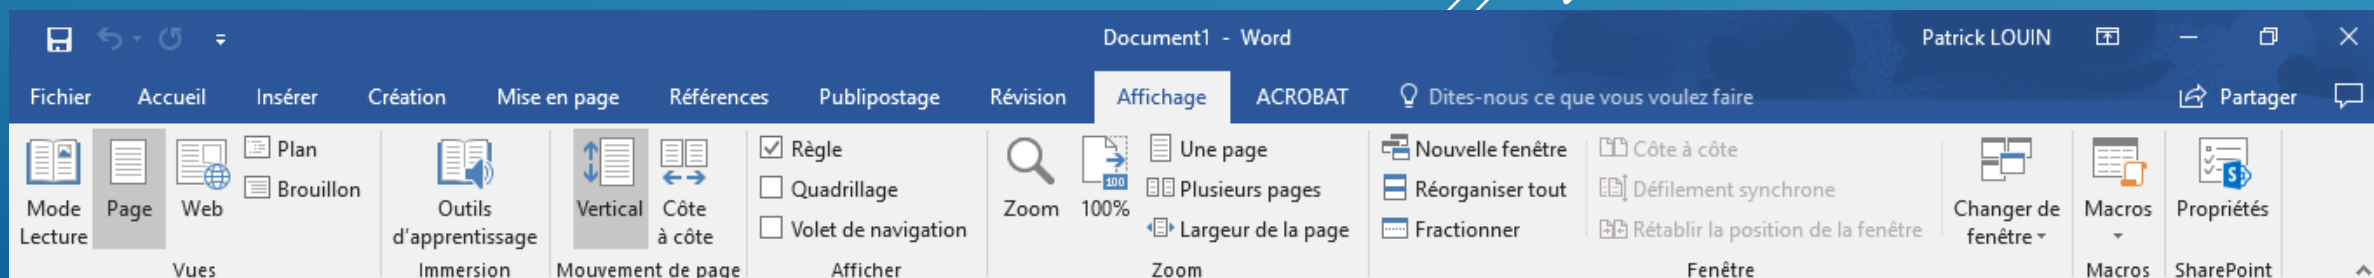 Document1 - Word
Patrick LOUIN
Fichier Accueil Insérer Création Mise en page Références Publipostage Révision Affichage ACROBAT Dites-nous ce que vous voulez faire Partager
Mode Lecture
Page
Web
Plan
Brouillon
Vues
Outils d'apprentissage
Immersion
Vertical
Côte à côte
Mouvement de page
Règle
Quadrillage
Volet de navigation
Afficher
Zoom
100
100%
Une page
Plusieurs pages
Largeur de la page
Zoom
Nouvelle fenêtre
Réorganiser tout
Fractionner
Côte à côte
Défilement synchrone
Rétablir la position de la fenêtre
Changer de fenêtre
Fenêtre
Macros
Macros
S
Propriétés
SharePoint